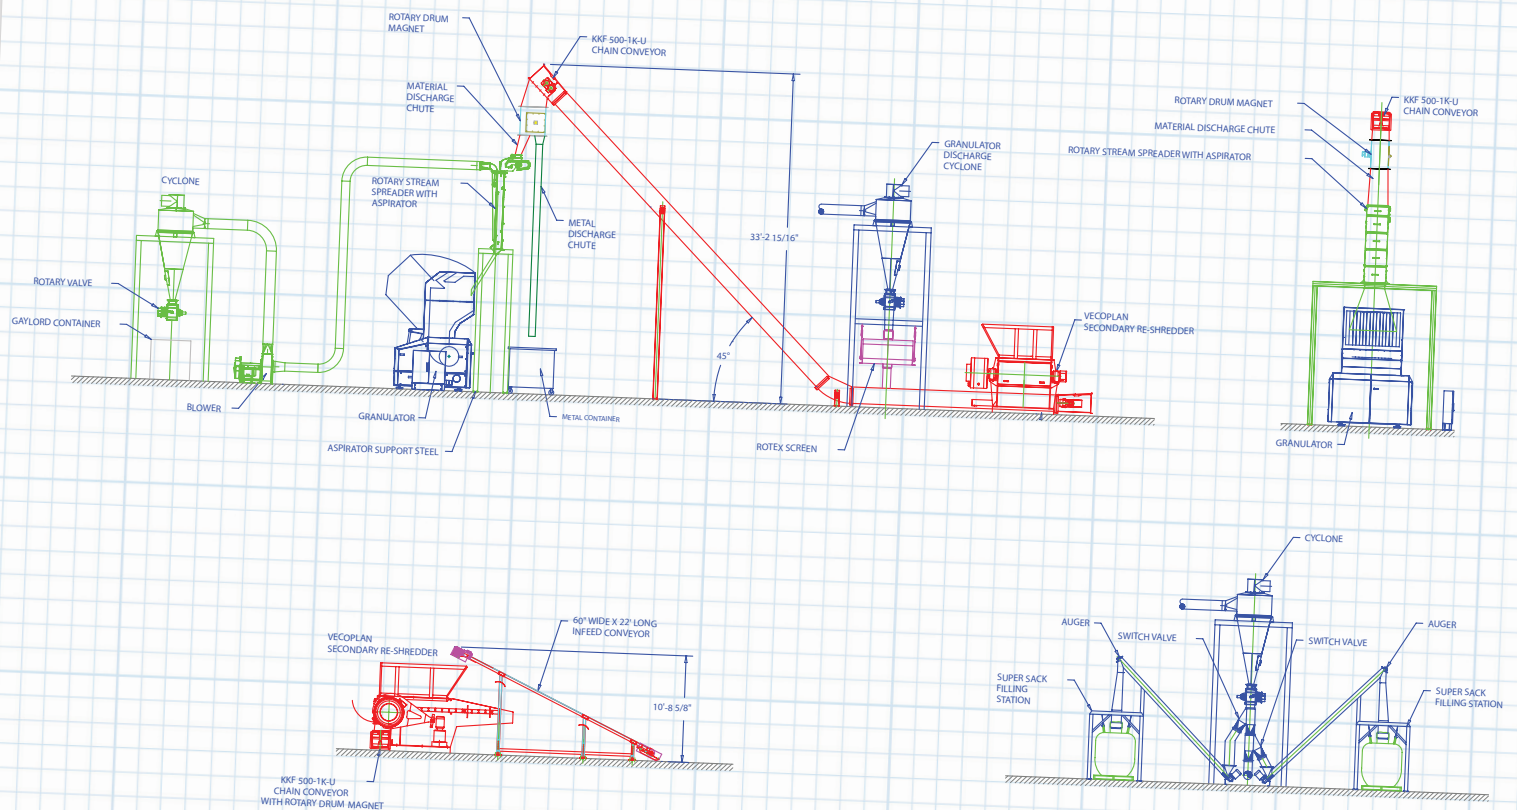 ROTARY DRUM
MAGNET
KKF 500-1K-U
CHAIN CONVEYOR
MATERIAL
DISCHARGE
CHUTE
CYCLONE
ROTARY STREAM
SPREADER WITH
ASPIRATOR
METAL
DISCHARGE
CHUTE
ROTARY VALVE
GAYLORD CONTAINER
BLOWER
GRANULATOR
ASPIRATOR SUPPORT STEEL
METAL CONTAINER
33'-2 15/16"
45°
GRANULATOR
DISCHARGE
CYCLONE
VECOPLAN
SECONDARY RE-SHREDDER
ROTEX SCREEN
ROTARY DRUM MAGNET
KKF 500-1K-U
CHAIN CONVEYOR
MATERIAL DISCHARGE CHUTE
ROTARY STREAM SPREADER WITH ASPIRATOR
GRANULATOR
VECOPLAN
SECONDARY RE-SHREDDER
60" WIDE X 22' LONG
INFEED CONVEYOR
10'-8 5/8"
KKF 500-1K-U
CHAIN CONVEYOR
WITH ROTARY DRUM MAGNET
CYCLONE
AUGER
SWITCH VALVE
SWITCH VALVE
AUGER
SUPER SACK
FILLING
STATION
SUPER SACK
FILLING STATION